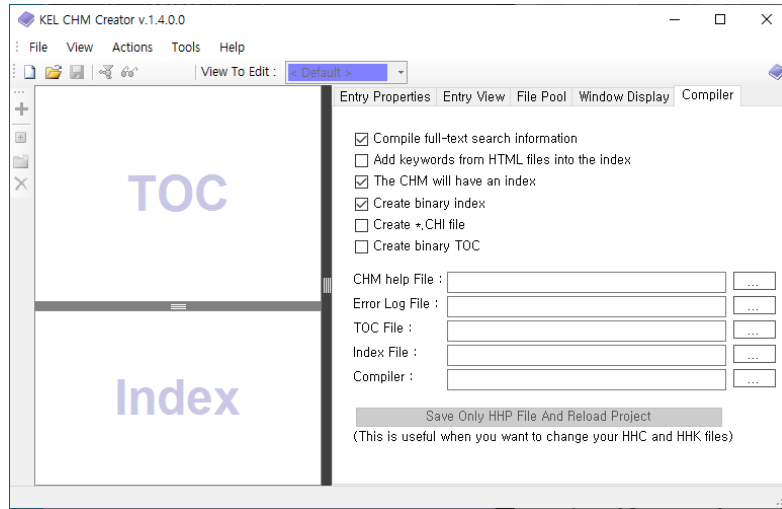 KEL CHM Creator v.1.4.0.0
File View Actions Tools Help
View To Edit : < Default >
Entry Properties Entry View File Pool Window Display Compiler
TOC
Index
Compile full-text search information
Add keywords from HTML files into the index
The CHM will have an index
Create binary index
Create *.CHI file
Create binary TOC
CHM help File : ...
Error Log File : ...
TOC File : ...
Index File : ...
Compiler : ...
Save Only HHP File And Reload Project
(This is useful when you want to change your HHC and HHK files)